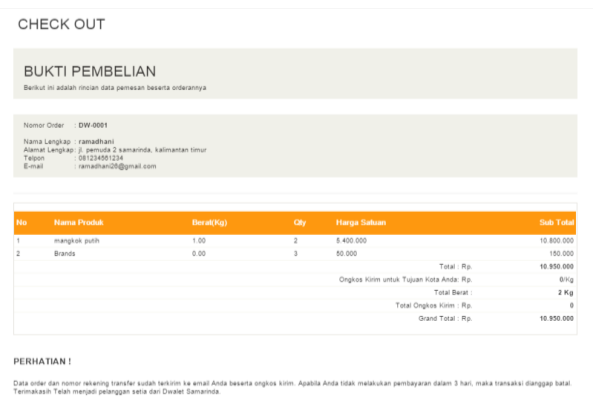 CHECK OUT
BUKTI PEMBELIAN
Berikut ini adalah rincian data pemesan beserta orderannya
Nomor Order : DW-0001
Nama Lengkap : ramadhani
Alamat Lengkap: jl. pemuda 2 samarinda, kalimantan timur
Telpon : 081234561234
E-mail : ramadhani28@gmail.com
No Nama Produk Berat(Kg) Qty Harga Satuan Sub Total
1 mangkok putih 1.00 2 5.400.000 10.800.000
2 Brands 0.00 3 50.000 150.000
Total : Rp. 10.950.000
Ongkos Kirim untuk Tujuan Kota Anda: Rp. 0/Kg
Total Berat : 2 Kg
Total Ongkos Kirim : Rp. 0
Grand Total : Rp. 10.950.000
PERHATIAN !
Data order dan nomor rekening transfer sudah terkirim ke email Anda beserta ongkos kirim. Apabila Anda tidak melakukan pembayaran dalam 3 hari, maka transaksi dianggap batal.
Terimakasih Telah menjadi pelanggan setia dari Dwalet Samarinda.